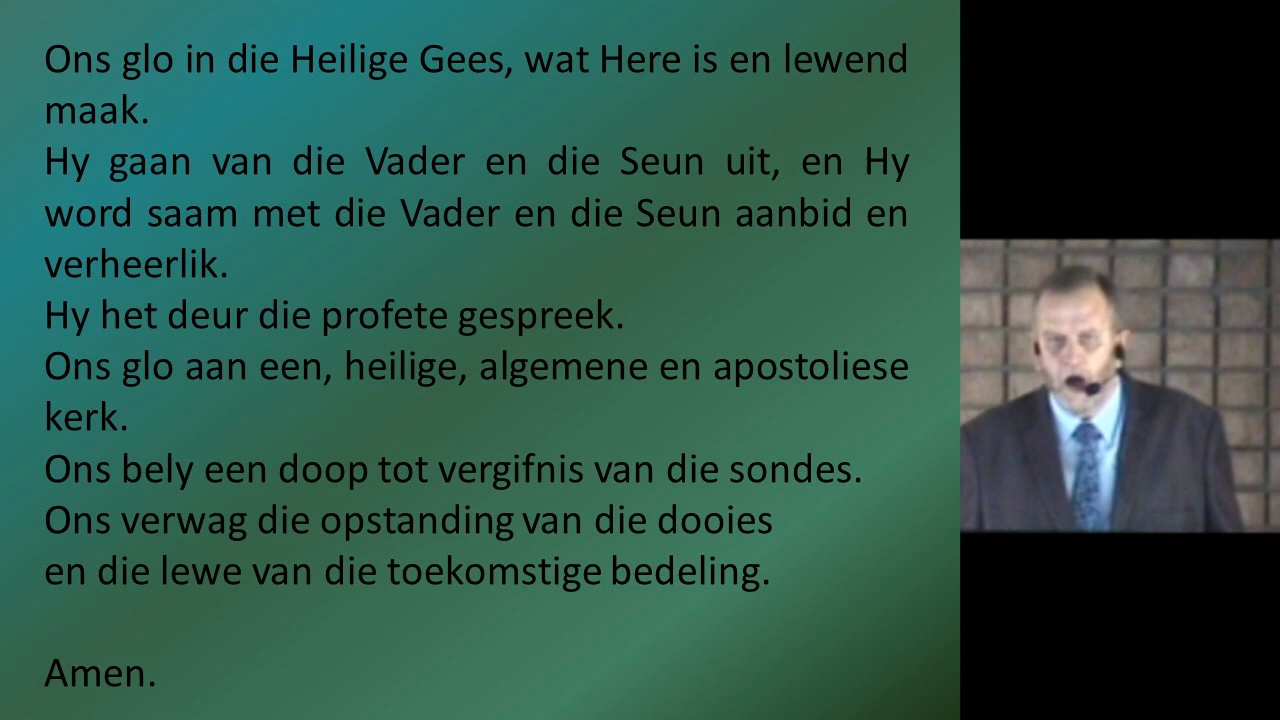 Ons glo in die Heilige Gees, wat Here is en lewend
maak.
Hy gaan van die Vader en die Seun uit, en Hy
word saam met die Vader en die Seun aanbid en
verheerlik.
Hy het deur die profete gespreek.
Ons glo aan een, heilige, algemene en apostoliese
kerk.
Ons bely een doop tot vergifnis van die sondes.
Ons verwag die opstanding van die dooies
en die lewe van die toekomstige bedeling.
Amen.